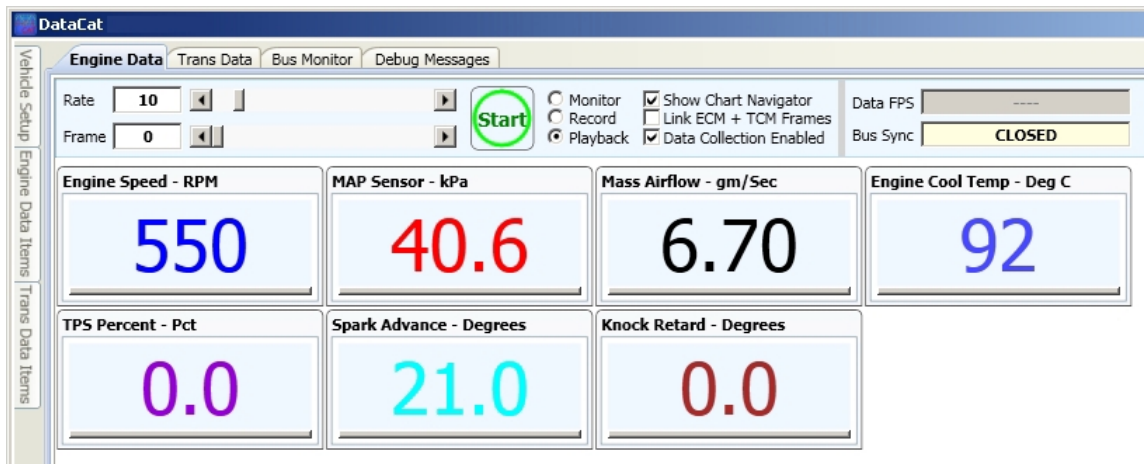 DataCat
Engine Data Trans Data Bus Monitor Debug Messages
Vehicle Setup
Engine Data Items
Trans Data Items
Rate 10
Frame 0
Start
Monitor
Record
Playback
Show Chart Navigator
Link ECM + TCM Frames
Data Collection Enabled
Data FPS ----
Bus Sync CLOSED
Engine Speed - RPM
550
MAP Sensor - kPa
40.6
Mass Airflow - gm/Sec
6.70
Engine Cool Temp - Deg C
92
TPS Percent - Pct
0.0
Spark Advance - Degrees
21.0
Knock Retard - Degrees
0.0